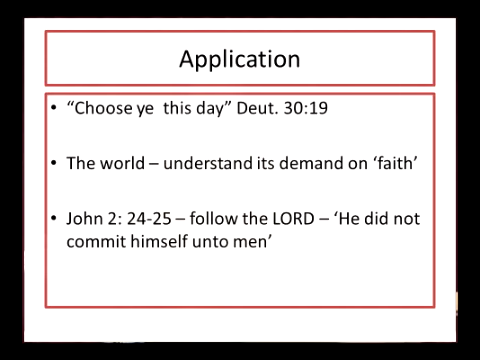 Application
• “Choose ye  this day” Deut. 30:19
• The world – understand its demand on ‘faith’
• John 2: 24-25 – follow the LORD – ‘He did not
commit himself unto men’